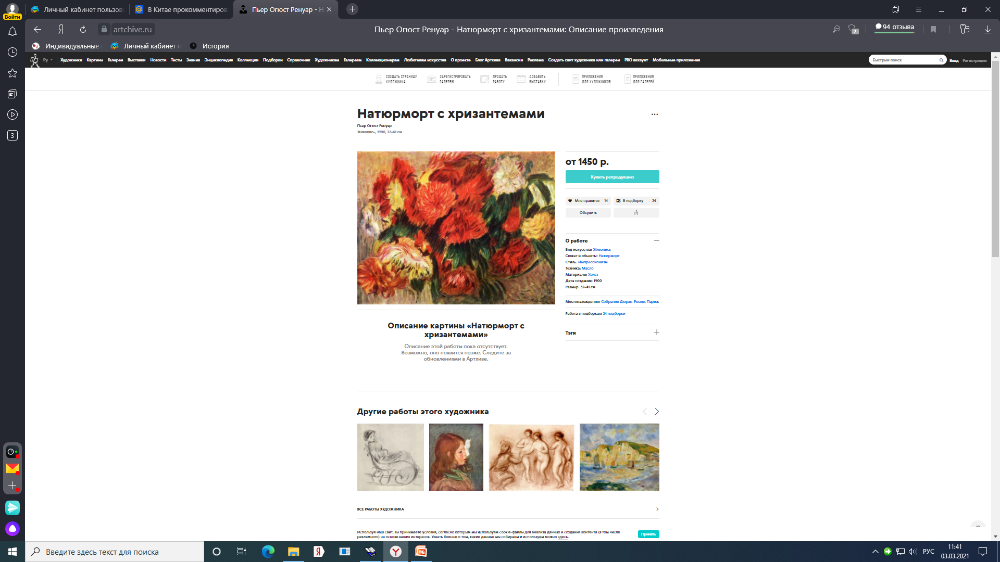 Войти
Личный кабинет пользова
В Китае прокомментиров
Пьер Огюст Ренуар - Н
artchive.ru
Пьер Огюст Ренуар - Натюрморт с хризантемами: Описание произведения
2
94 отзыва
Индивидуальные
Личный кабинет п
История
3
Ру
Художники Картины Галереи Выставки Новости Тесты Знания Энциклопедия Коллекции Подборки Справочник Художникам Галереям Коллекционерам Любителям искусства О проекте Блог Архива Вакансии Реклама Создать сайт художника или галереи PRO аккаунт Мобильные приложения
Быстрый поиск
Вход Регистрация
СОЗДАТЬ СТРАНИЦУ
ХУДОЖНИКА
ЗАРЕГИСТРИРОВАТЬ
ГАЛЕРЕЮ
ПРОДАТЬ
РАБОТУ
ДОБАВИТЬ
ВЫСТАВКУ
ПРИЛОЖЕНИЯ
ДЛЯ ХУДОЖНИКОВ
ПРИЛОЖЕНИЯ
ДЛЯ ГАЛЕРЕЙ
Натюрморт с хризантемами
Пьер Огюст Ренуар
Живопись, 1900, 32×41 см
от 1450 р.
Купить репродукцию
Мне нравится 14
В подборку 24
Обсудить
О работе
Вид искусства: Живопись
Сюжет и объекты: Натюрморт
Стиль: Импрессионизм
Техника: Масло
Материалы: Холст
Дата создания: 1900
Размер: 32×41 см
Местонахождение: Собрание Дюран-Рюэля, Париж
Работа в подборках: 24 подборки
Тэги
Описание картины «Натюрморт с
хризантемами»
Описание этой работы пока отсутствует.
Возможно, оно появится позже. Следите за
обновлениями в Артхиве.
Другие работы этого художника
ВСЕ РАБОТЫ ХУДОЖНИКА
Используя наш сайт, вы принимаете условия, согласно которым мы используем cookie-файлы для анализа данных и создания контента (в том числе
рекламного) на основе ваших интересов. Узнать больше о том, какие данные мы собираем и используем можно здесь.
Принять
Введите здесь текст для поиска
РУС
11:41
03.03.2021